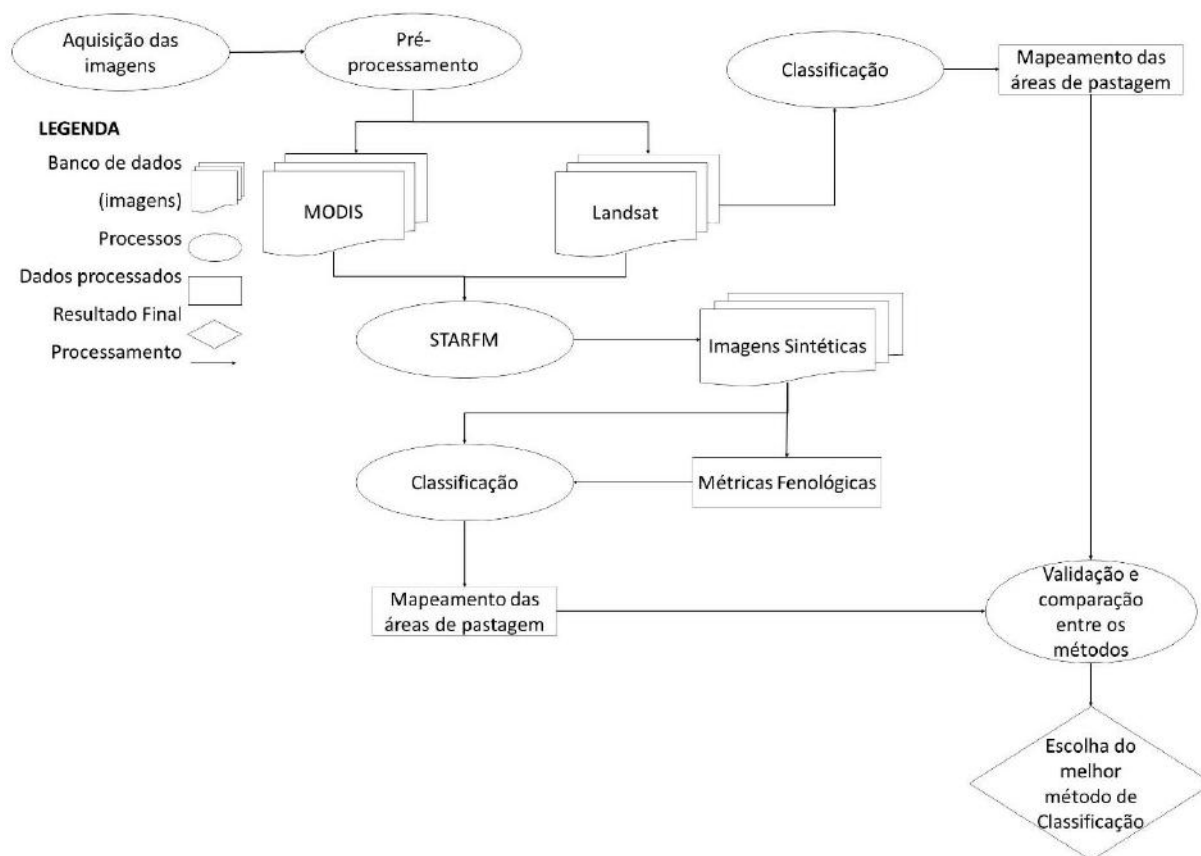 Aquisição das
imagens
Pré-
processamento
Classificação
Mapeamento das
áreas de pastagem
LEGENDA
Banco de dados
(imagens)
Processos
Dados processados
Resultado Final
Processamento
MODIS
Landsat
STARFM
Imagens Sintéticas
Classificação
Métricas Fenológicas
Mapeamento das
áreas de pastagem
Validação e
comparação
entre os
métodos
Escolha do
melhor
método de
Classificação